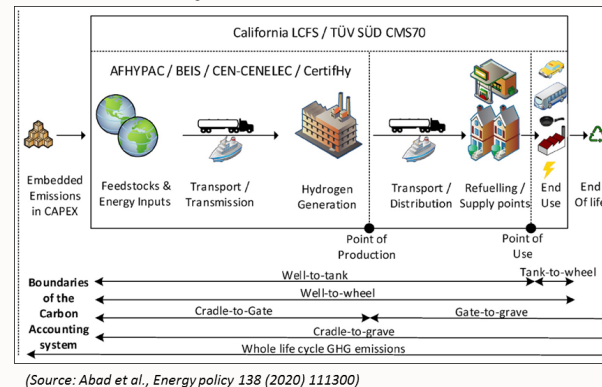 California LCFS / TÜV SÜD CMS70
AFHYPAC / BEIS / CEN-CENELEC / CertifHy
Embedded
Emissions
in CAPEX
Feedstocks &
Energy Inputs
Transport /
Transmission
Hydrogen
Generation
Transport /
Distribution
Refuelling /
Supply points
End
Use
End
Of life
Point of
Production
Point of
Use
Boundaries
of the
Carbon
Accounting
system
Well-to-tank
Tank-to-wheel
Well-to-wheel
Cradle-to-Gate
Gate-to-grave
Cradle-to-grave
Whole life cycle GHG emissions
(Source: Abad et al., Energy policy 138 (2020) 111300)